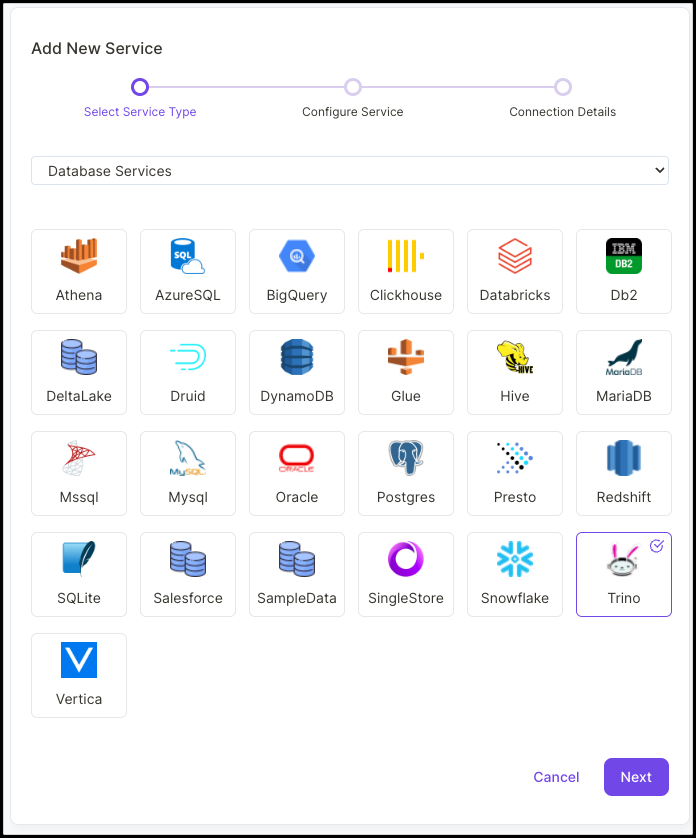 Add New Service
Select Service Type Configure Service Connection Details
Database Services
SQL IBM DB2
Athena AzureSQL BigQuery Clickhouse Databricks Db2
HIVE MariaDB
DeltaLake Druid DynamoDB Glue Hive MariaDB
MySQL ORACLE
Mssql Mysql Oracle Postgres Presto Redshift
SQLite Salesforce SampleData SingleStore Snowflake Trino
Vertica
Cancel Next